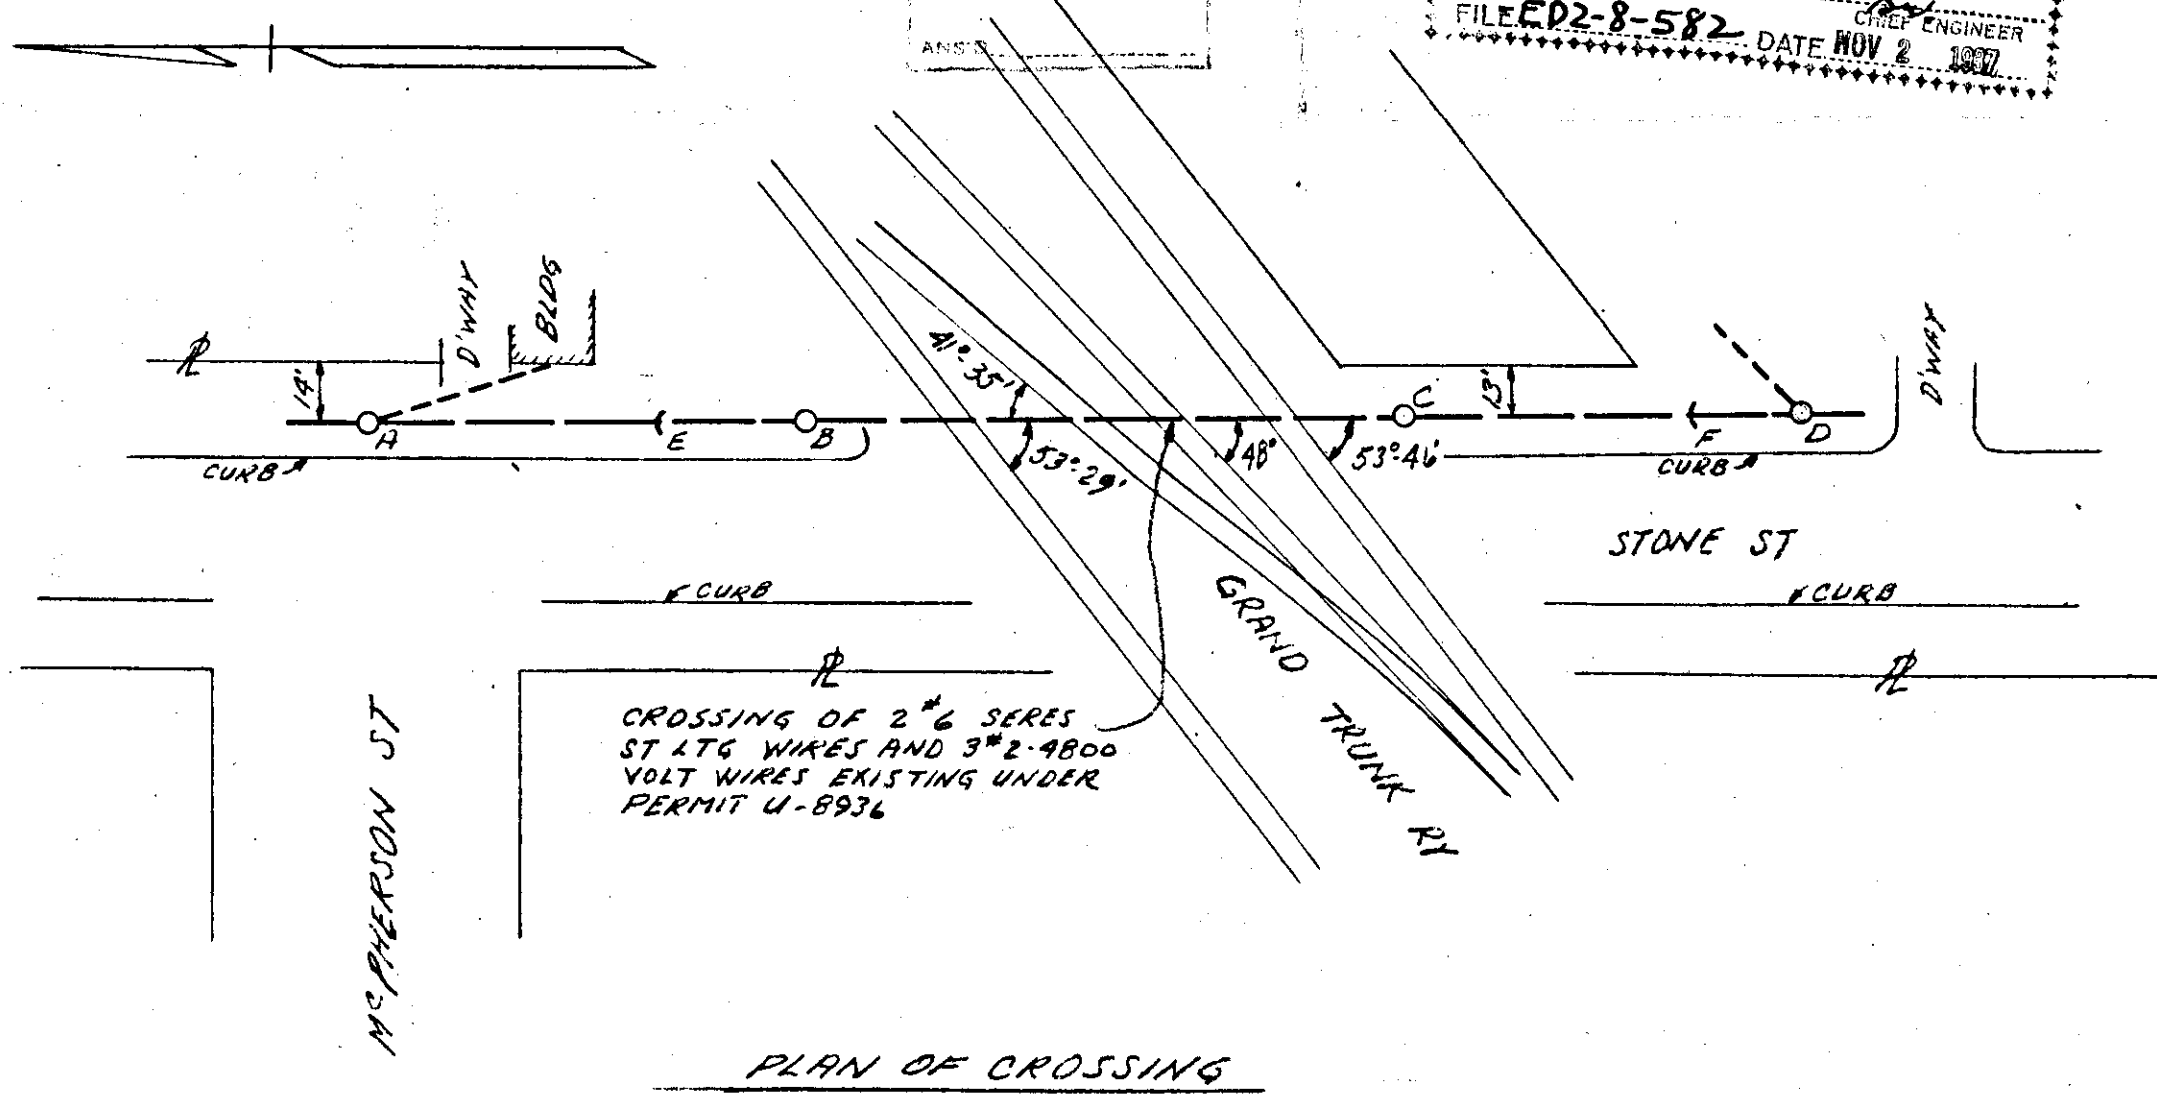 CHIEF ENGINEER
FILE ED2-8-582 DATE NOV 2
ANS'D
D'WAY
BLDG
14'
A
E
B
CURB
41°-35'
53°-29'
48°
53°-46'
C
13'
F
D
D'WAY
CURB
STONE ST
CURB
CURB
GRAND TRUNK RY
CROSSING OF 2 #6 SERES
ST LTG WIRES AND 3#2-4800
VOLT WIRES EXISTING UNDER
PERMIT U-8936
McPHERSON ST
PLAN OF CROSSING